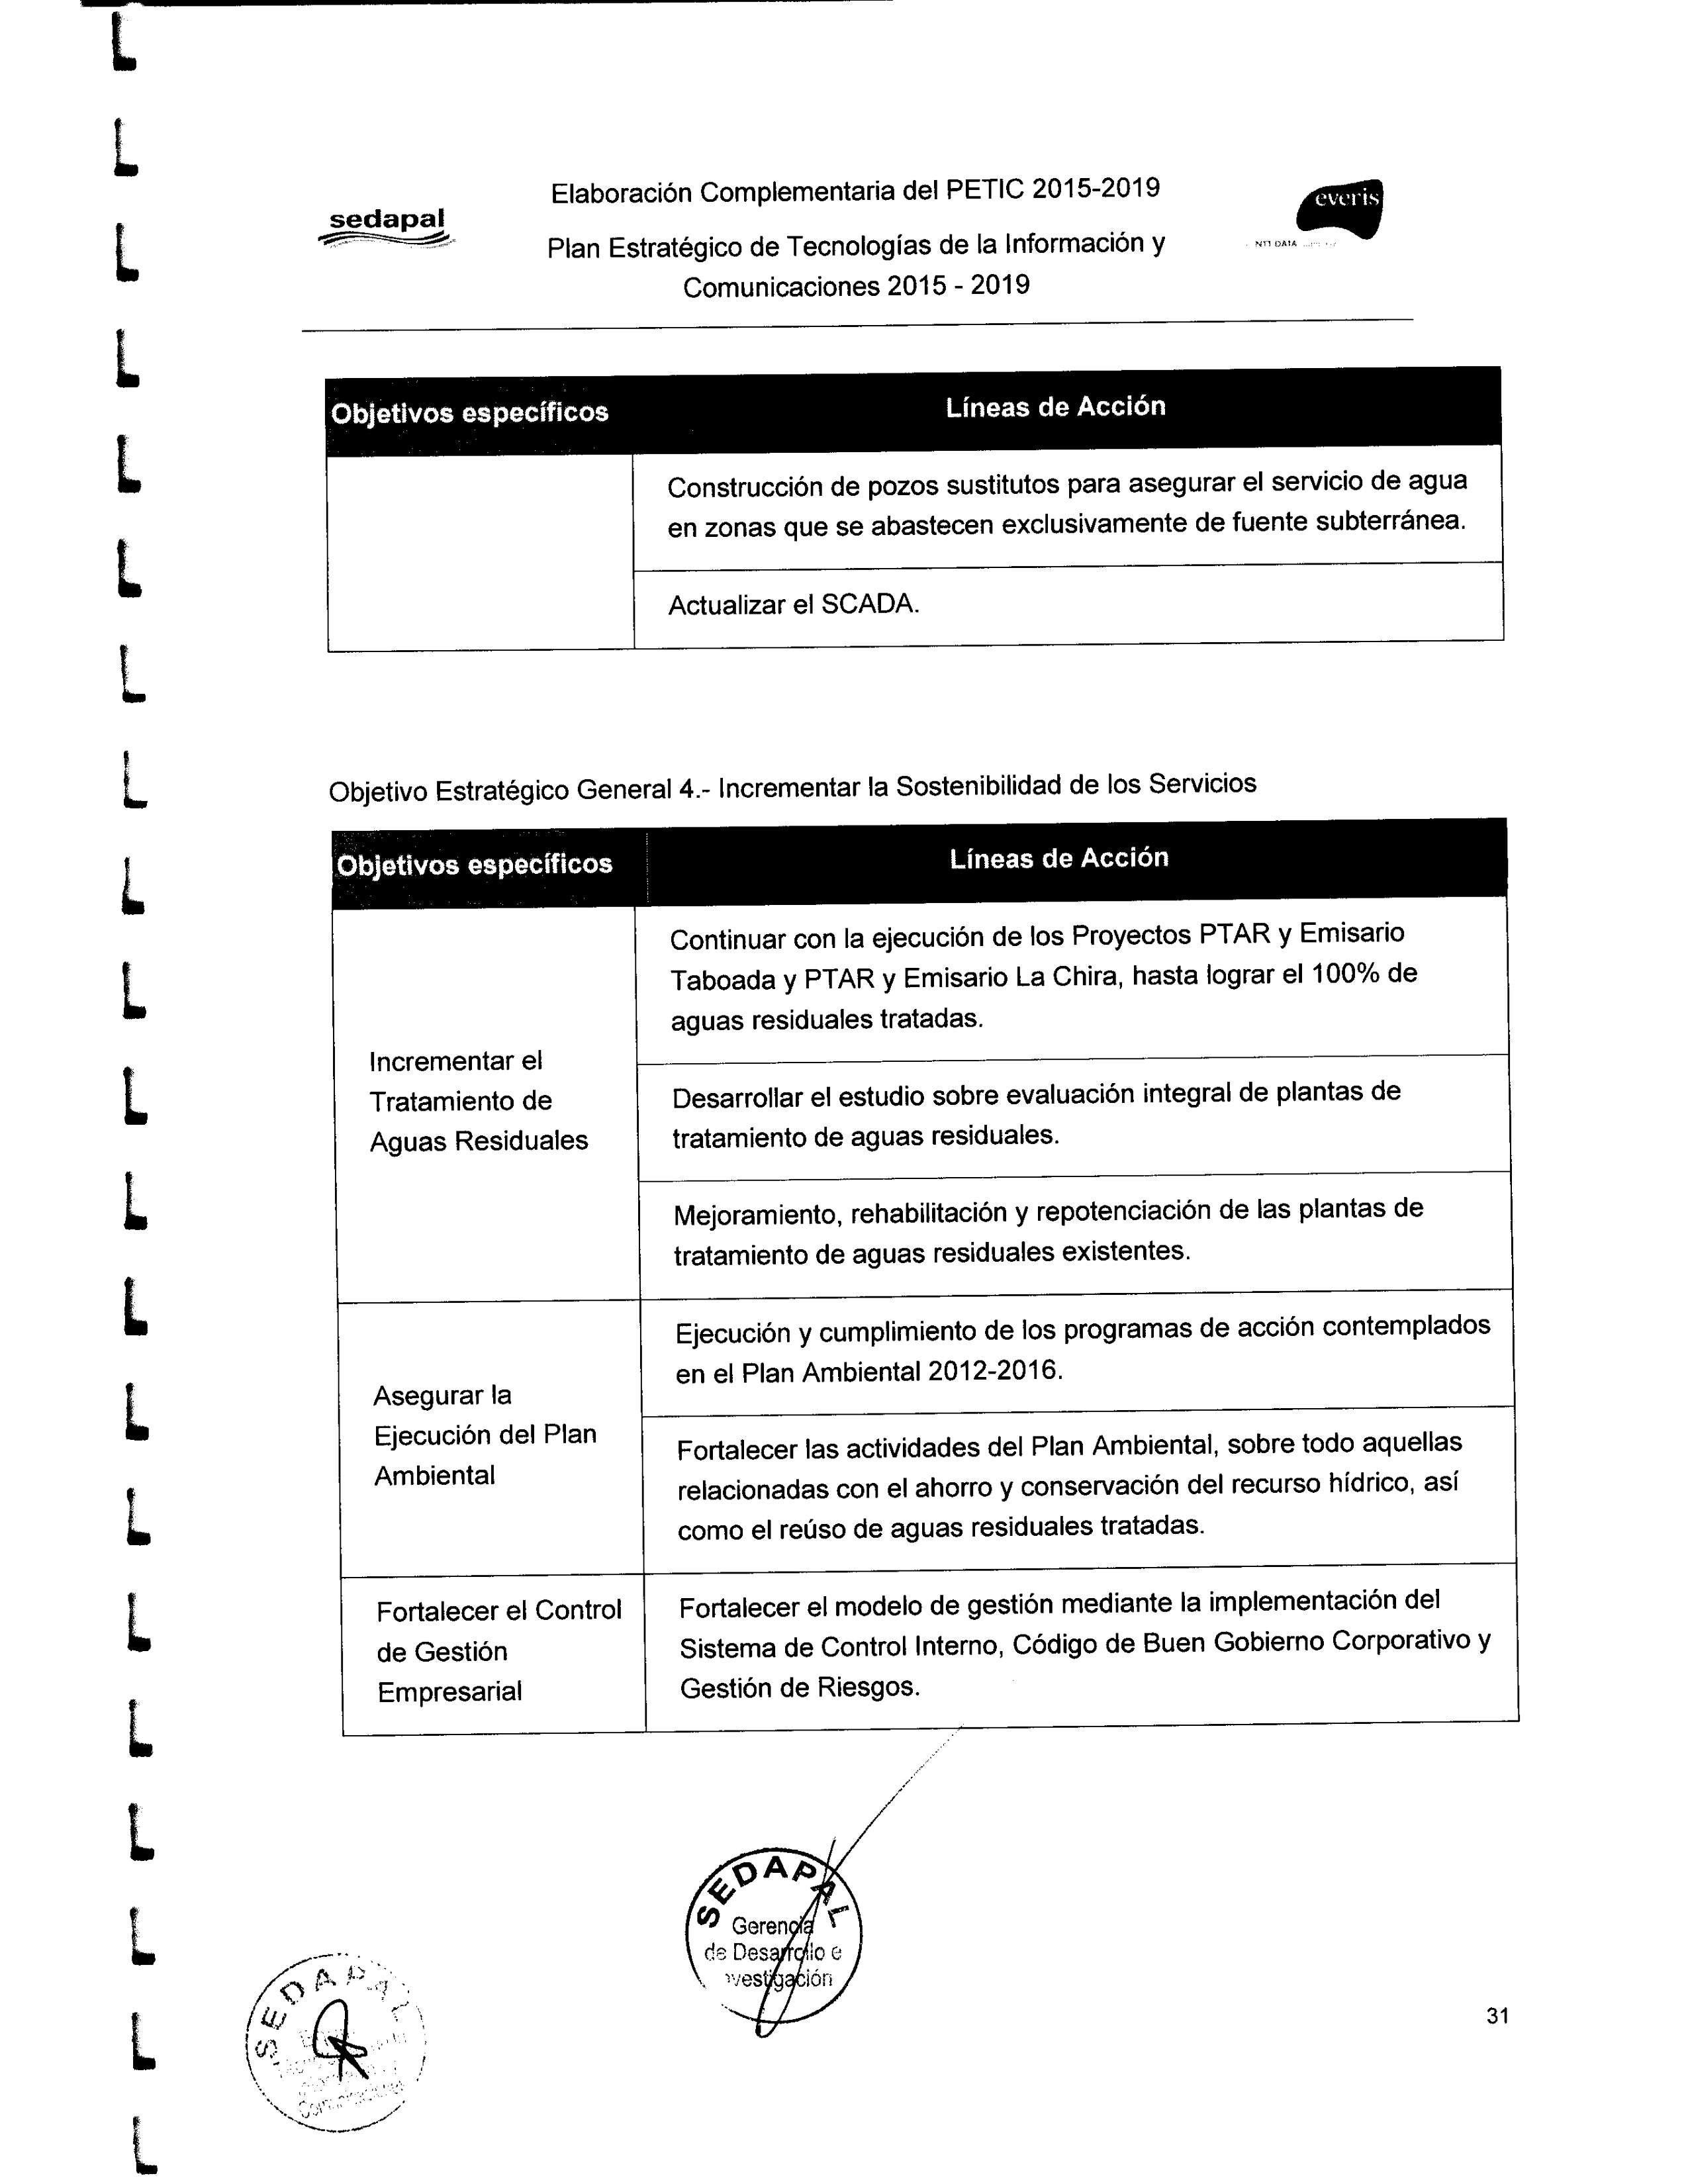 Elaboración Complementaria del PETIC 2015-2019
sedapal
everis
Plan Estratégico de Tecnologías de la Información y
NTT DATA
Comunicaciones 2015 - 2019
Objetivos específicos
Líneas de Acción
Construcción de pozos sustitutos para asegurar el servicio de agua
en zonas que se abastecen exclusivamente de fuente subterránea.
Actualizar el SCADA.
Objetivo Estratégico General 4.- Incrementar la Sostenibilidad de los Servicios
Objetivos específicos
Líneas de Acción
Incrementar el
Tratamiento de
Aguas Residuales
Continuar con la ejecución de los Proyectos PTAR y Emisario
Taboada y PTAR y Emisario La Chira, hasta lograr el 100% de
aguas residuales tratadas.
Desarrollar el estudio sobre evaluación integral de plantas de
tratamiento de aguas residuales.
Mejoramiento, rehabilitación y repotenciación de las plantas de
tratamiento de aguas residuales existentes.
Asegurar la
Ejecución del Plan
Ambiental
Ejecución y cumplimiento de los programas de acción contemplados
en el Plan Ambiental 2012-2016.
Fortalecer las actividades del Plan Ambiental, sobre todo aquellas
relacionadas con el ahorro y conservación del recurso hídrico, así
como el reúso de aguas residuales tratadas.
Fortalecer el Control
de Gestión
Empresarial
Fortalecer el modelo de gestión mediante la implementación del
Sistema de Control Interno, Código de Buen Gobierno Corporativo y
Gestión de Riesgos.
SEDAPAL
Gerencia
de Desarrollo e
nvestigación
SEDAPAL
31